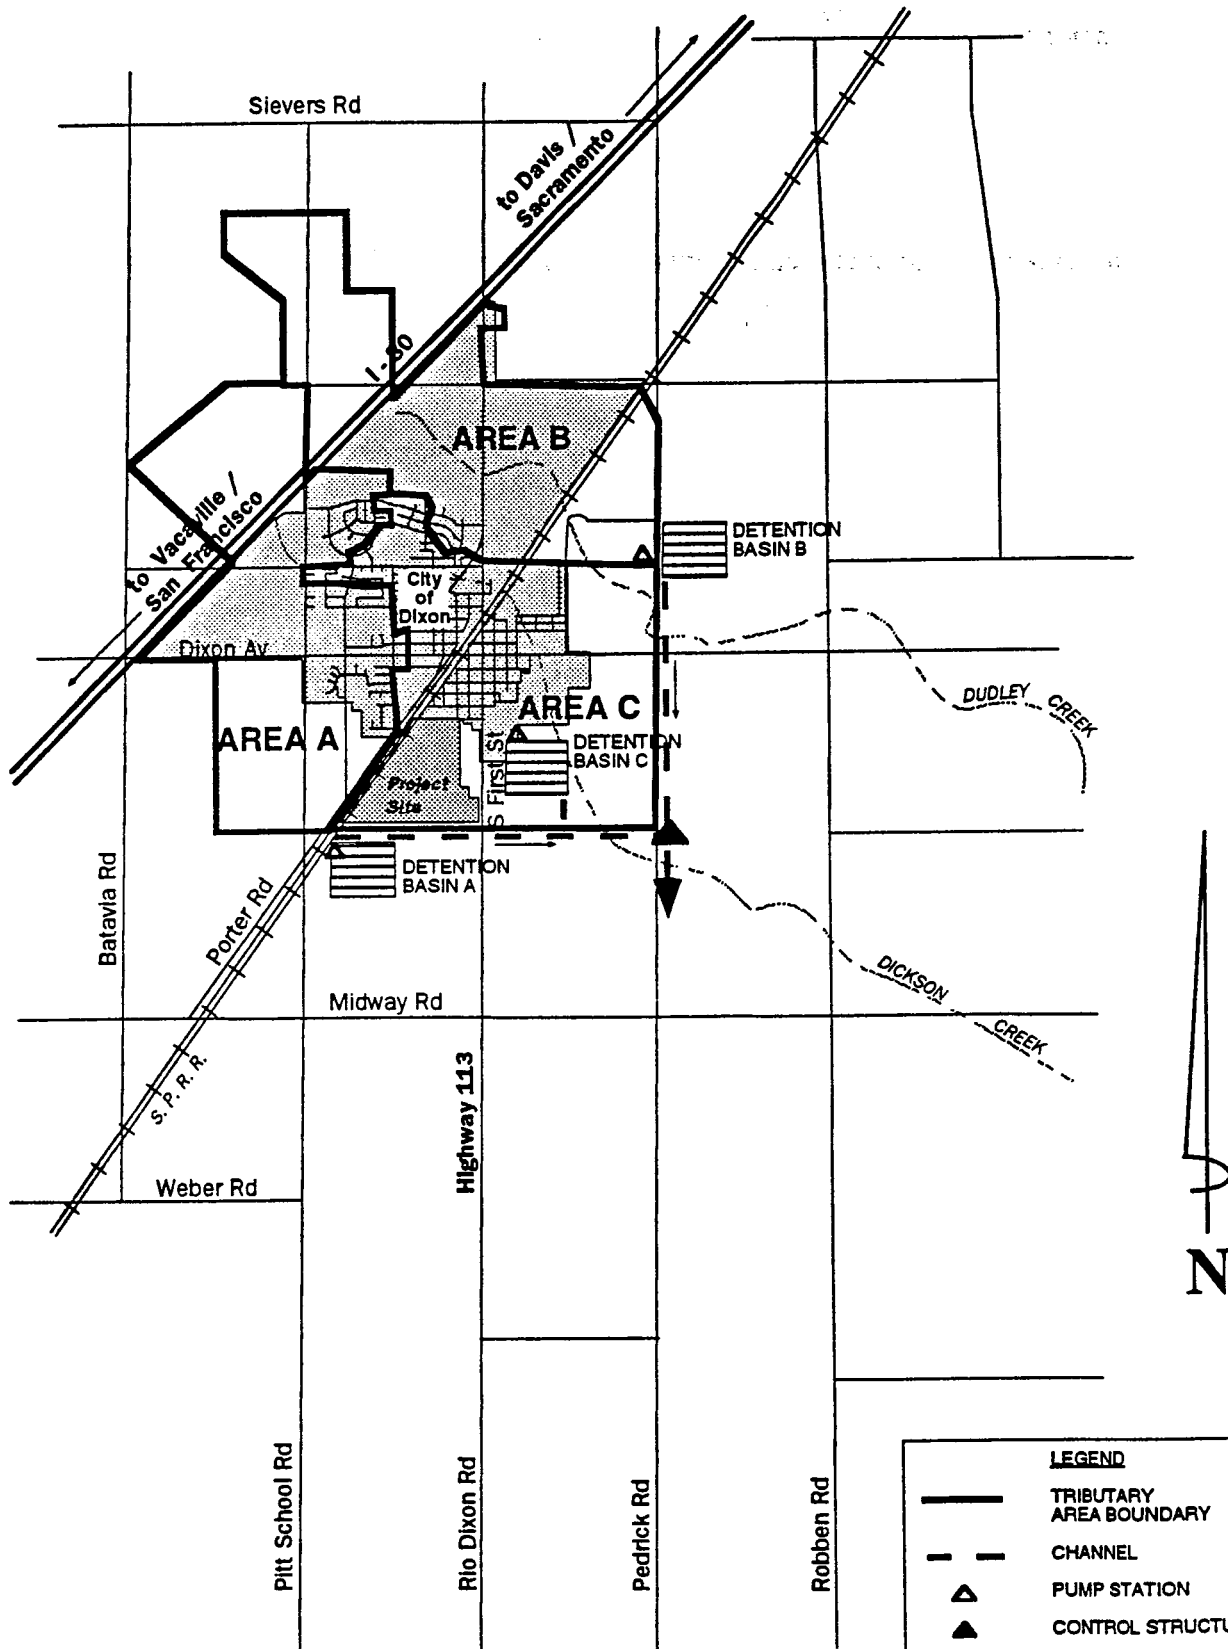 Sievers Rd
to Davis /
Sacramento
I-80
AREA B
to Vacaville /
San Francisco
DETENTION
BASIN B
City
of
Dixon
Dixon Av
DUDLEY
CREEK
AREA A
AREA C
DETENTION
BASIN C
S First St
Project
Site
DETENTION
BASIN A
Batavia Rd
Porter Rd
DICKSON
CREEK
Midway Rd
S. P. R. R.
Highway 113
Weber Rd
N
Pitt School Rd
Rio Dixon Rd
Pedrick Rd
Robben Rd
LEGEND
TRIBUTARY
AREA BOUNDARY
CHANNEL
PUMP STATION
CONTROL STRUCTU